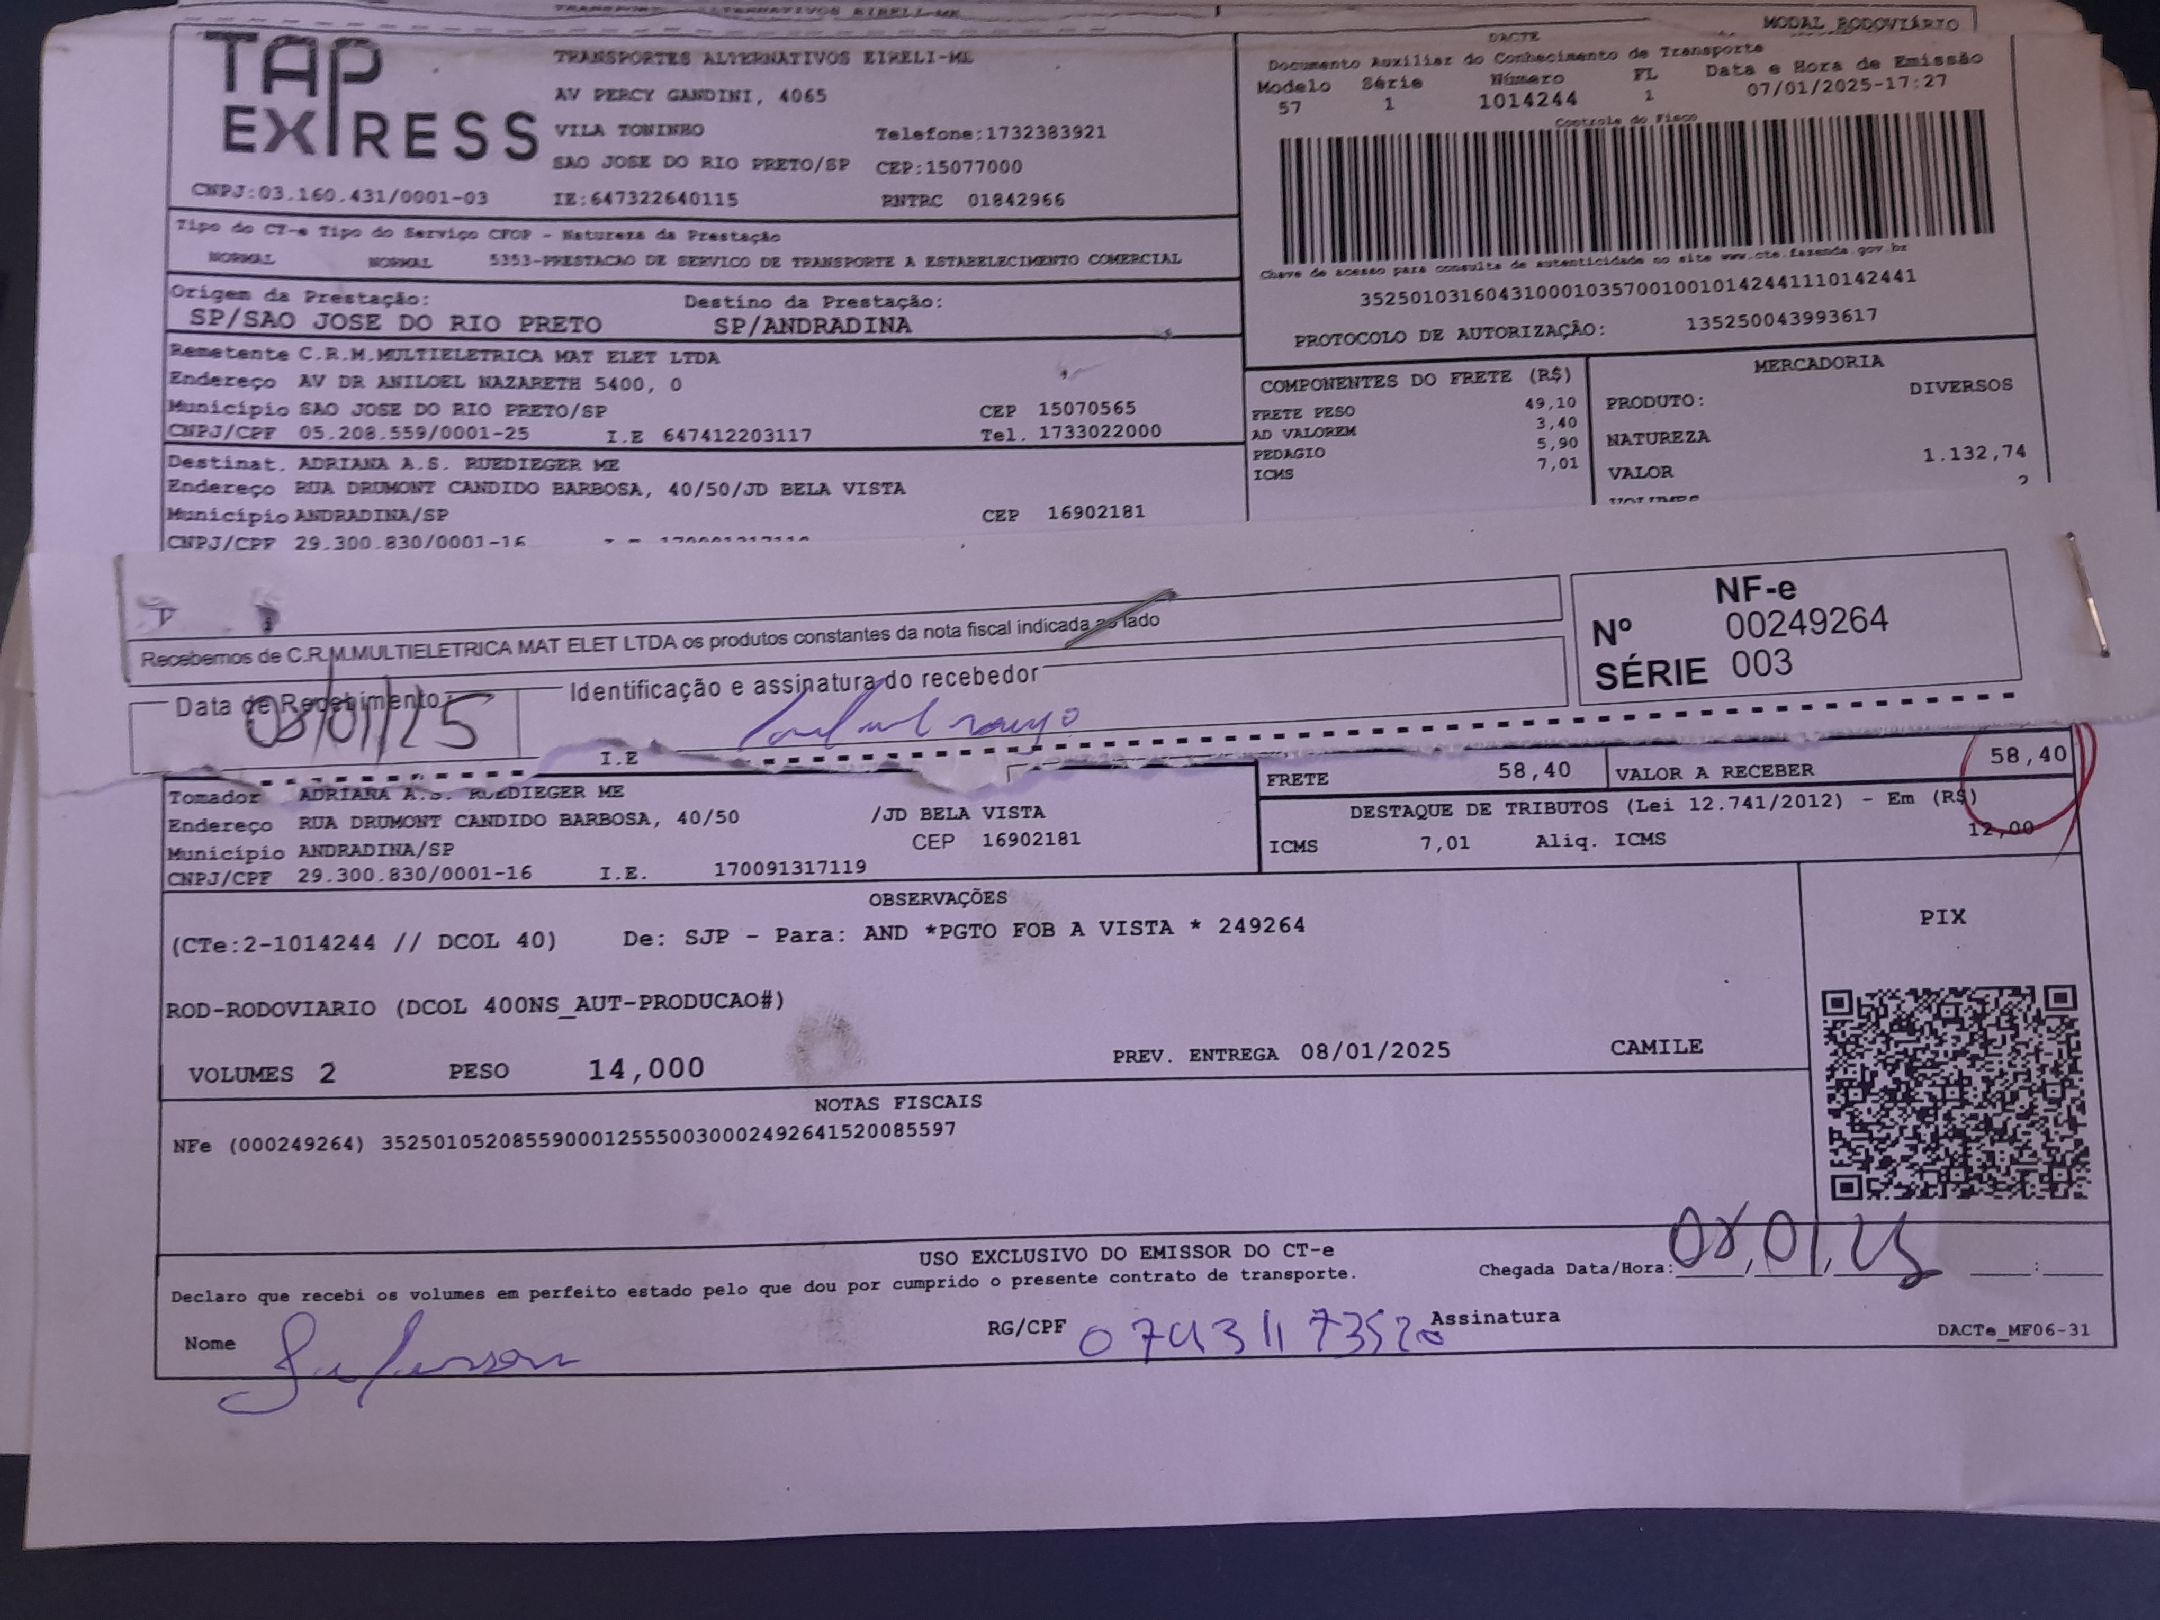 MODAL RODOVIÁRIO
TAP EXPRESS
TRANSPORTES ALTERNATIVOS EIRELI-ME
AV PERCY GANDINI, 4065
VILA TONINHO Telefone:1732383921
SAO JOSE DO RIO PRETO/SP CEP:15077000
CNPJ:03.160.431/0001-03 IE:647322640115 RNTRC 01842966
DACTE
Documento Auxiliar do Conhecimento de Transporte
Modelo Série Número FL Data e Hora de Emissão
57 1 1014244 1 07/01/2025-17:27
Controle do Fisco
Chave de acesso para consulta de autenticidade no site www.cte.fazenda.gov.br
35250103160431000103570010010142441110142441
PROTOCOLO DE AUTORIZAÇÃO: 135250043993617
Tipo do CT-e Tipo do Serviço CFOP - Natureza da Prestação
NORMAL NORMAL 5353-PRESTACAO DE SERVICO DE TRANSPORTE A ESTABELECIMENTO COMERCIAL
Origem da Prestação: Destino da Prestação:
SP/SAO JOSE DO RIO PRETO SP/ANDRADINA
Remetente C.R.M.MULTIELETRICA MAT ELET LTDA
Endereço AV DR ANILOEL NAZARETH 5400, 0
Município SAO JOSE DO RIO PRETO/SP CEP 15070565
CNPJ/CPF 05.208.559/0001-25 I.E 647412203117 Tel. 1733022000
Destinat. ADRIANA A.S. RUEDIEGER ME
Endereço RUA DRUMONT CANDIDO BARBOSA, 40/50/JD BELA VISTA
Município ANDRADINA/SP CEP 16902181
CNPJ/CPF 29.300.830/0001-16
COMPONENTES DO FRETE (R$)
FRETE PESO 49,10
AD VALOREM 3,40
PEDAGIO 5,90
ICMS 7,01
MERCADORIA
PRODUTO: DIVERSOS
NATUREZA
VALOR 1.132,74
VOLUMES 2
Recebemos de C.R.M.MULTIELETRICA MAT ELET LTDA os produtos constantes da nota fiscal indicada ao lado
Data de Recebimento Identificação e assinatura do recebedor
08/01/25
NF-e
Nº 00249264
SÉRIE 003
I.E
Tomador ADRIANA A.S. RUEDIEGER ME
Endereço RUA DRUMONT CANDIDO BARBOSA, 40/50 /JD BELA VISTA
Município ANDRADINA/SP CEP 16902181
CNPJ/CPF 29.300.830/0001-16 I.E. 170091317119
FRETE 58,40 VALOR A RECEBER 58,40
DESTAQUE DE TRIBUTOS (Lei 12.741/2012) - Em (R$)
ICMS 7,01 Aliq. ICMS 12,00
OBSERVAÇÕES
(CTe:2-1014244 // DCOL 40) De: SJP - Para: AND *PGTO FOB A VISTA * 249264
ROD-RODOVIARIO (DCOL 400NS_AUT-PRODUCAO#)
VOLUMES 2 PESO 14,000 PREV. ENTREGA 08/01/2025 CAMILE
PIX
NOTAS FISCAIS
NFe (000249264) 35250105208559000125550030002492641520085597
USO EXCLUSIVO DO EMISSOR DO CT-e
Declaro que recebi os volumes em perfeito estado pelo que dou por cumprido o presente contrato de transporte.
Chegada Data/Hora: 08/01/25 :
Nome RG/CPF 07431173520 Assinatura
DACTe_MF06-31